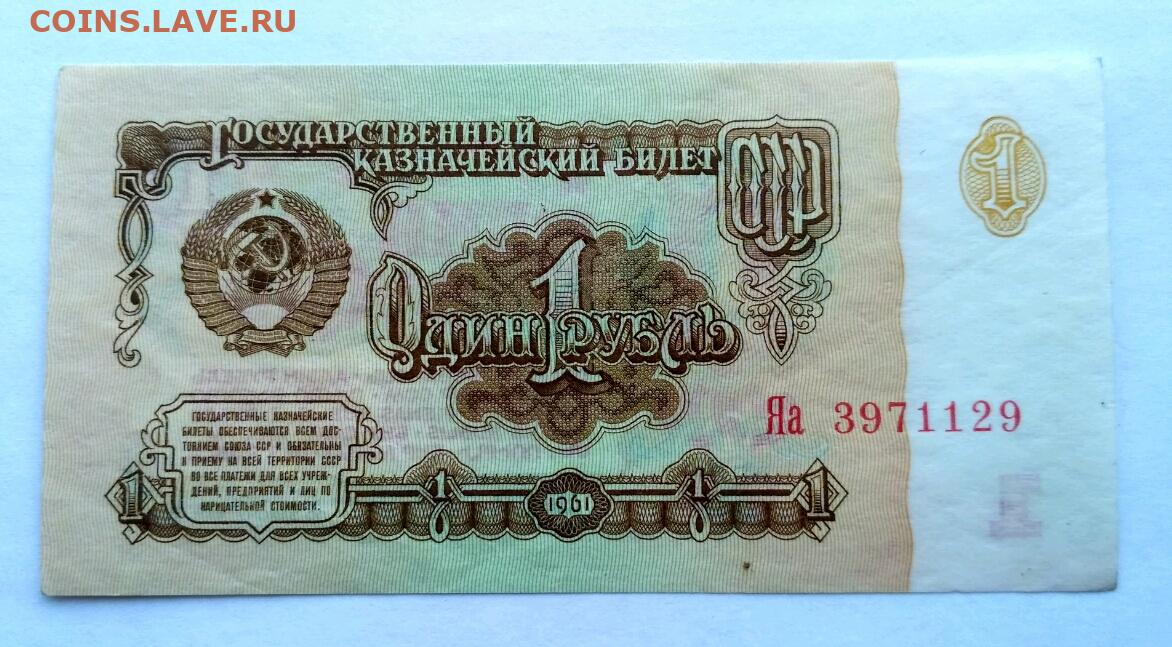 COINS.LAVE.RU
ГОСУДАРСТВЕННЫЙ
КАЗНАЧЕЙСКИЙ БИЛЕТ
СССР
1
1
ОДИН РУБЛЬ
Яа 3971129
ГОСУДАРСТВЕННЫЕ КАЗНАЧЕЙСКИЕ
БИЛЕТЫ ОБЕСПЕЧИВАЮТСЯ ВСЕМ ДОС-
ТОЯНИЕМ СОЮЗА ССР И ОБЯЗАТЕЛЬНЫ
К ПРИЕМУ НА ВСЕЙ ТЕРРИТОРИИ СССР
ВО ВСЕ ПЛАТЕЖИ ДЛЯ ВСЕХ УЧРЕЖ-
ДЕНИЙ, ПРЕДПРИЯТИЙ И ЛИЦ ПО
НАРИЦАТЕЛЬНОЙ СТОИМОСТИ.
1 1 1961 1 1